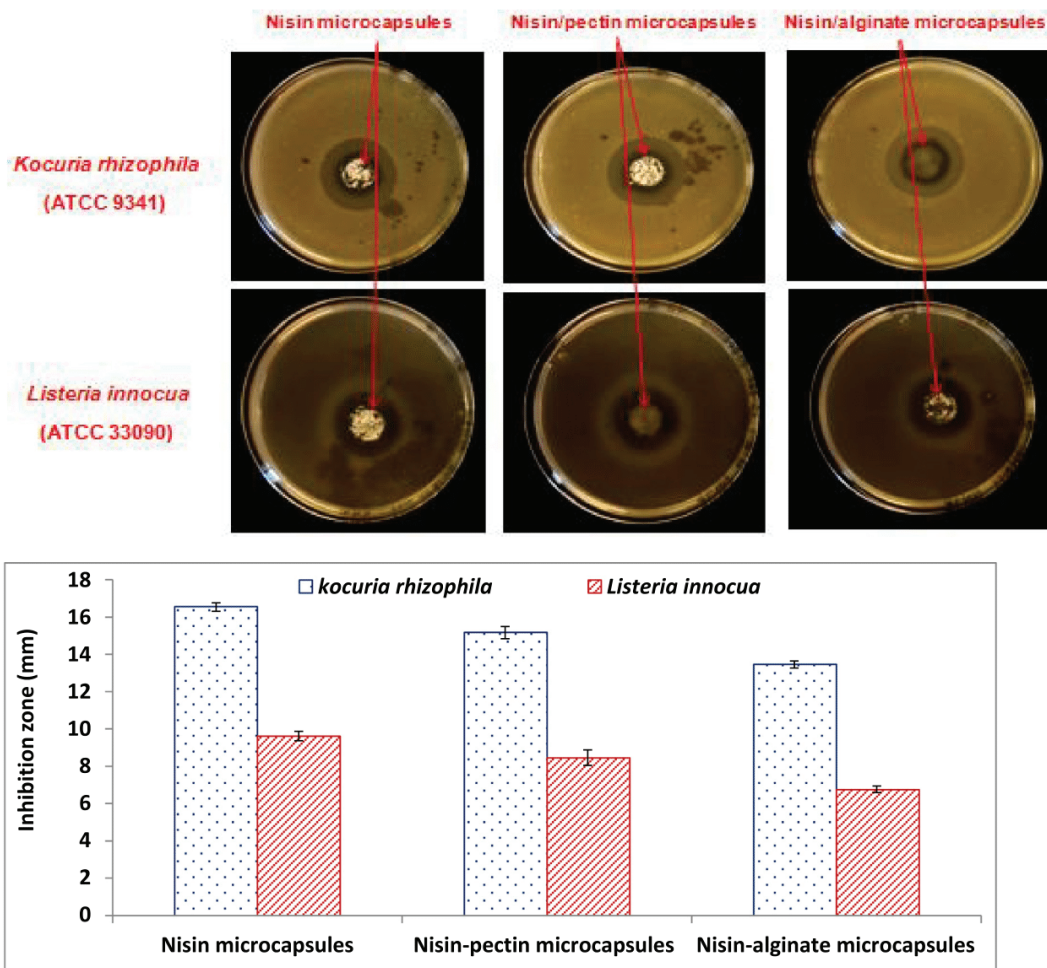 Nisin microcapsules
Nisin/pectin microcapsules
Nisin/alginate microcapsules
Kocuria rhizophila
(ATCC 9341)
Listeria innocua
(ATCC 33090)
kocuria rhizophila
Listeria innocua
Inhibition zone (mm)
18
16
14
12
10
8
6
4
2
0
Nisin microcapsules
Nisin-pectin microcapsules
Nisin-alginate microcapsules